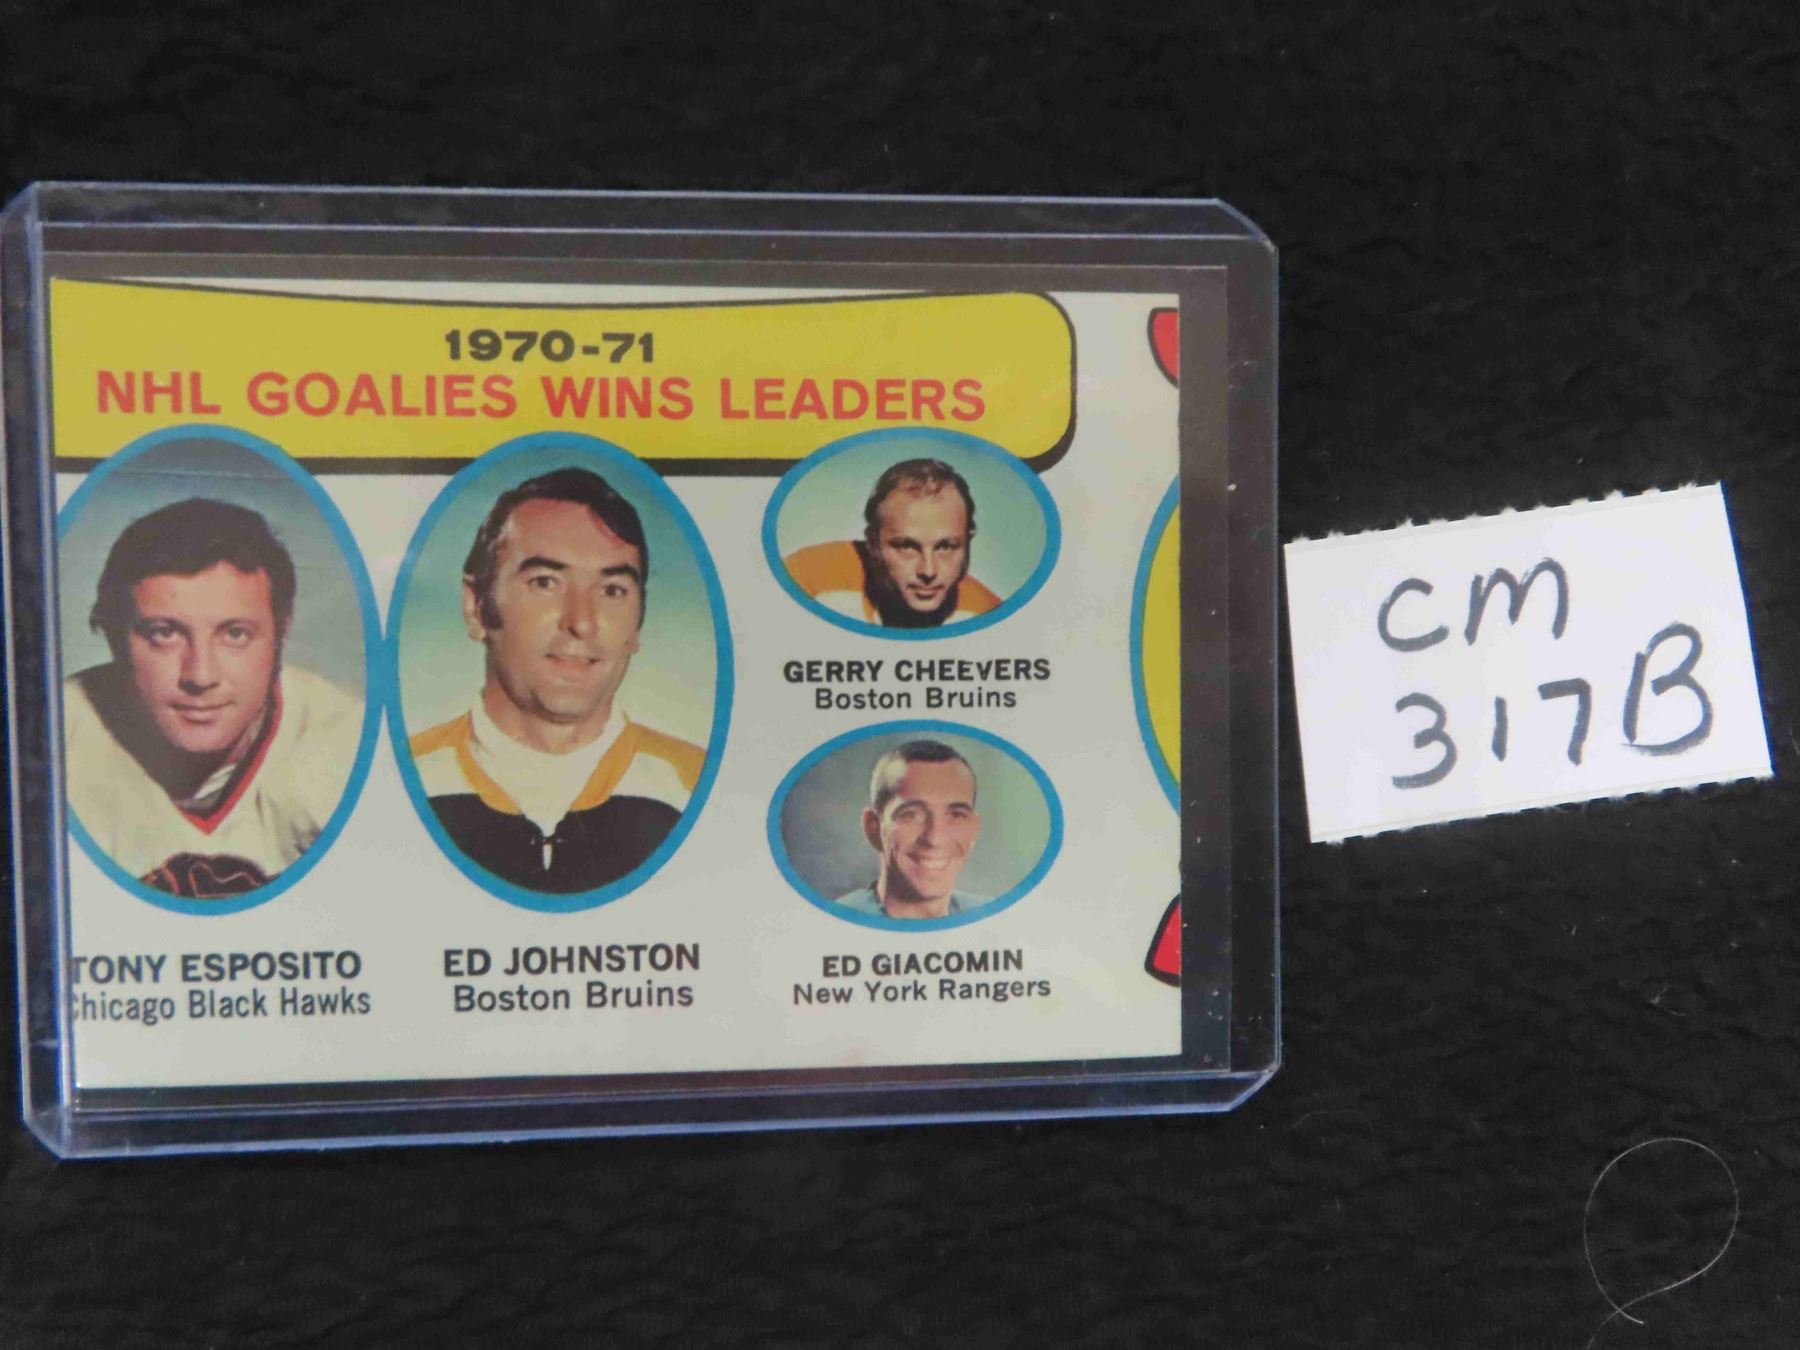 1970-71
NHL GOALIES WINS LEADERS
GERRY CHEEVERS
Boston Bruins
TONY ESPOSITO
Chicago Black Hawks
ED JOHNSTON
Boston Bruins
ED GIACOMIN
New York Rangers
CM
317B